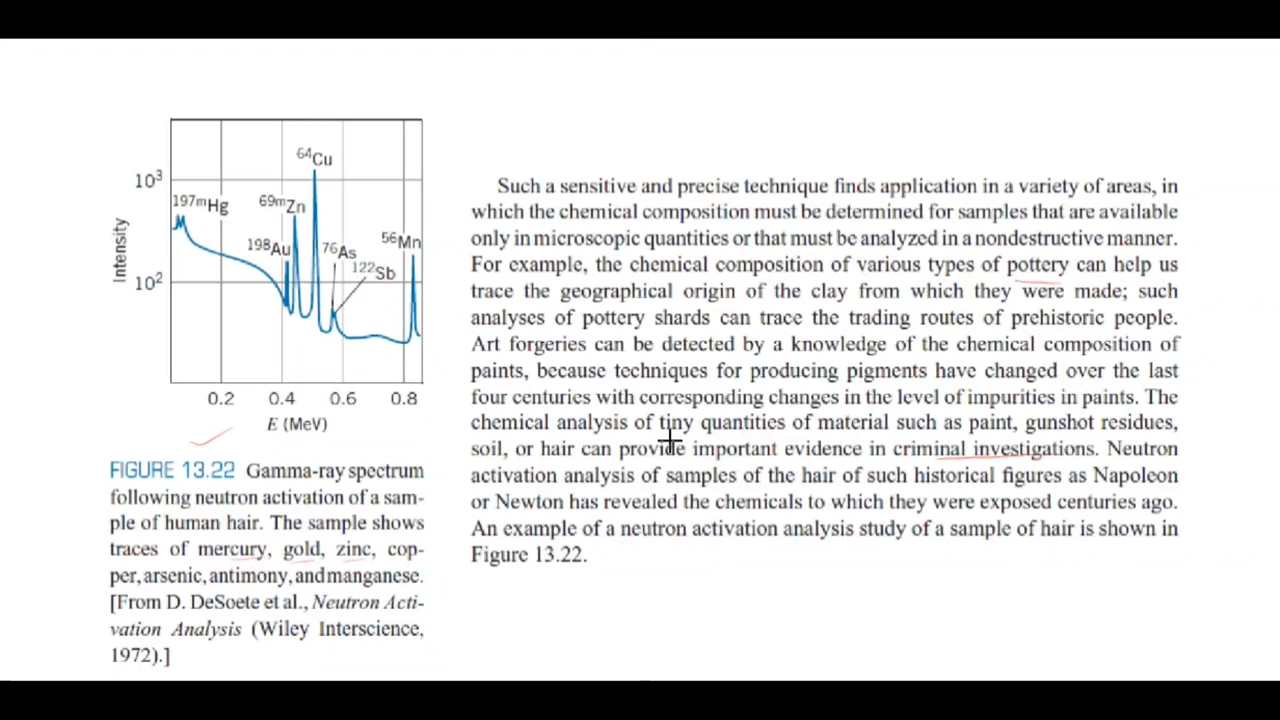 64Cu
10³
197mHg
69mZn
198Au
76As
56Mn
122Sb
10²
Intensity
0.2 0.4 0.6 0.8
E (MeV)
FIGURE 13.22 Gamma-ray spectrum
following neutron activation of a sam-
ple of human hair. The sample shows
traces of mercury, gold, zinc, cop-
per, arsenic, antimony, and manganese.
[From D. DeSoete et al., Neutron Acti-
vation Analysis (Wiley Interscience,
1972).]
Such a sensitive and precise technique finds application in a variety of areas, in
which the chemical composition must be determined for samples that are available
only in microscopic quantities or that must be analyzed in a nondestructive manner.
For example, the chemical composition of various types of pottery can help us
trace the geographical origin of the clay from which they were made; such
analyses of pottery shards can trace the trading routes of prehistoric people.
Art forgeries can be detected by a knowledge of the chemical composition of
paints, because techniques for producing pigments have changed over the last
four centuries with corresponding changes in the level of impurities in paints. The
chemical analysis of tiny quantities of material such as paint, gunshot residues,
soil, or hair can provide important evidence in criminal investigations. Neutron
activation analysis of samples of the hair of such historical figures as Napoleon
or Newton has revealed the chemicals to which they were exposed centuries ago.
An example of a neutron activation analysis study of a sample of hair is shown in
Figure 13.22.